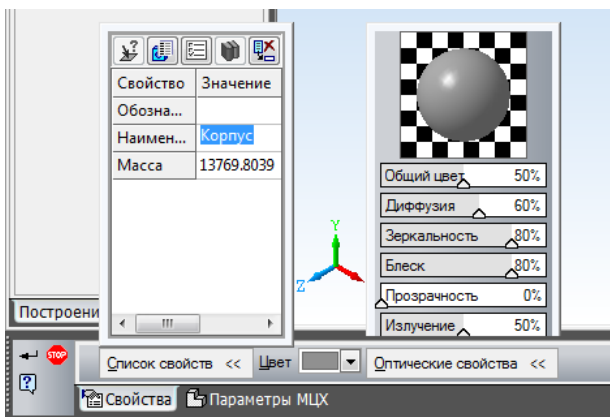 Свойство Значение
Обозна...
Наимен... Корпус
Масса 13769.8039
Общий цвет 50%
Диффузия 60%
Зеркальность 80%
Блеск 80%
Прозрачность 0%
Излучение 50%
Y
Z
Построени
STOP
Список свойств << Цвет Оптические свойства <<
Свойства Параметры МЦХ